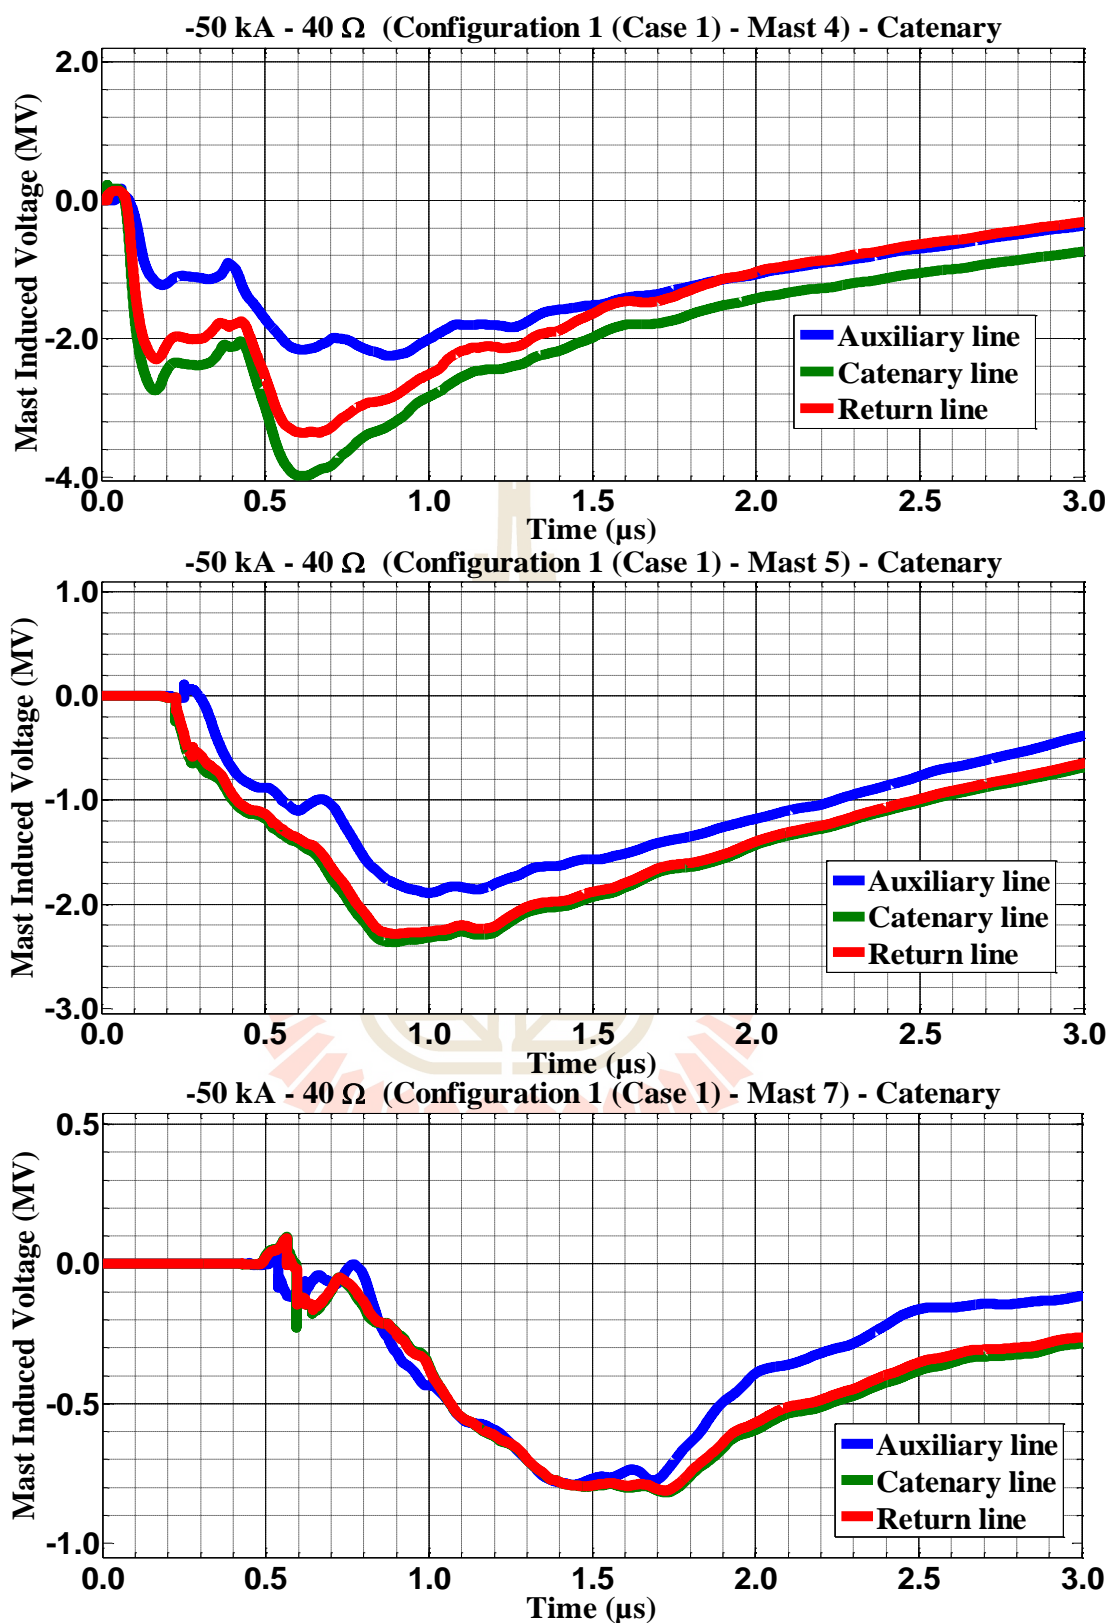 -50 kA - 40 Ω (Configuration 1 (Case 1) - Mast 4) - Catenary
Mast Induced Voltage (MV)
2.0
0.0
-2.0
-4.0
Auxiliary line
Catenary line
Return line
0.0 0.5 1.0 1.5 2.0 2.5 3.0
Time (µs)
-50 kA - 40 Ω (Configuration 1 (Case 1) - Mast 5) - Catenary
Mast Induced Voltage (MV)
1.0
0.0
-1.0
-2.0
-3.0
Auxiliary line
Catenary line
Return line
0.0 0.5 1.0 1.5 2.0 2.5 3.0
Time (µs)
-50 kA - 40 Ω (Configuration 1 (Case 1) - Mast 7) - Catenary
Mast Induced Voltage (MV)
0.5
0.0
-0.5
-1.0
Auxiliary line
Catenary line
Return line
0.0 0.5 1.0 1.5 2.0 2.5 3.0
Time (µs)